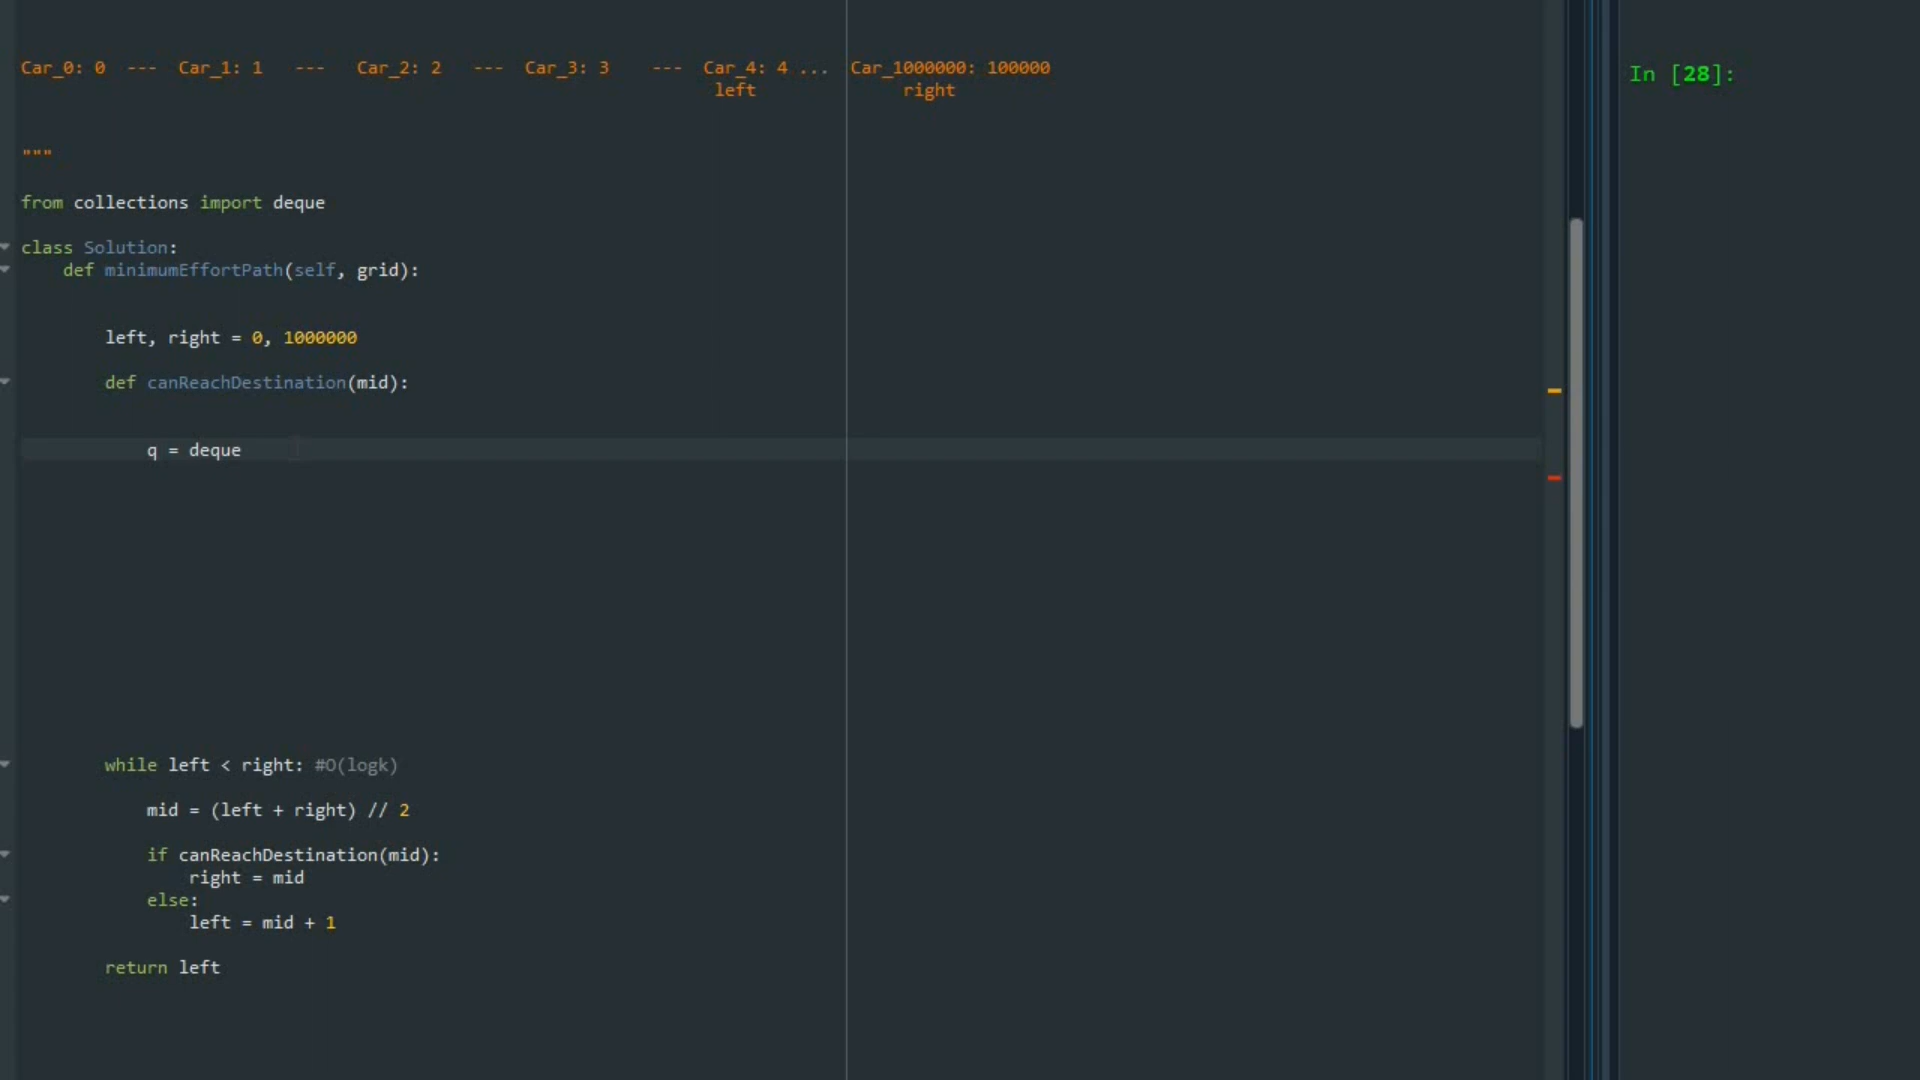 Car_0: 0  ---  Car_1: 1   ---   Car_2: 2   ---  Car_3: 3    ---  Car_4: 4 ...  Car_1000000: 100000
left right
"""
from collections import deque
class Solution:
    def minimumEffortPath(self, grid):
        left, right = 0, 1000000
        def canReachDestination(mid):
            q = deque
        while left < right: #O(logk)
            mid = (left + right) // 2
            if canReachDestination(mid):
                right = mid
            else:
                left = mid + 1
        return left
In [28]: